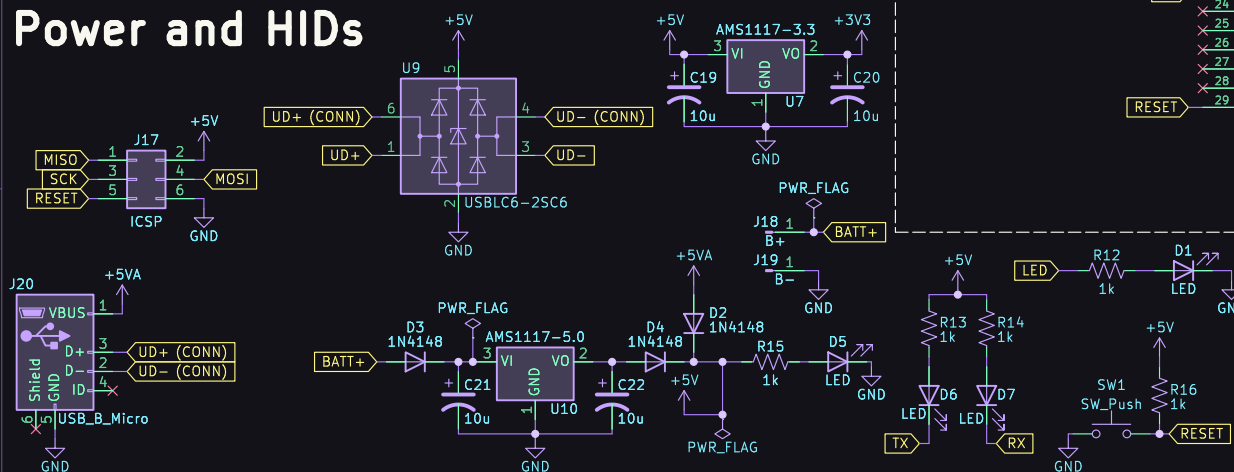 Power and HIDs
J17
+5V
MISO 1 2
SCK 3 4 MOSI
RESET 5 6
ICSP
GND
U9
+5V
5
UD+ (CONN) 6 4 UD- (CONN)
UD+ 1 3 UD-
2
USBLC6-2SC6
GND
+5V
AMS1117-3.3
+3V3
3 VI VO 2
GND
1
U7
+ C19
10u
+ C20
10u
GND
24
25
26
27
28
RESET 29
PWR_FLAG
J18 1
B+
BATT+
J19 1
B-
GND
J20
+5VA
VBUS 1
D+ 3 UD+ (CONN)
D- 2 UD- (CONN)
ID 4
Shield
GND
6 5
USB_B_Micro
GND
BATT+
D3
1N4148
PWR_FLAG
AMS1117-5.0
3 VI VO 2
GND
1
U10
+ C21
10u
+ C22
10u
GND
D4
1N4148
+5VA
D2
1N4148
+5V
PWR_FLAG
R15
1k
D5
LED
GND
+5V
R13
1k
R14
1k
D6
LED
D7
LED
TX
RX
LED
R12
1k
D1
LED
GN
+5V
R16
1k
SW1
SW_Push
RESET
GND